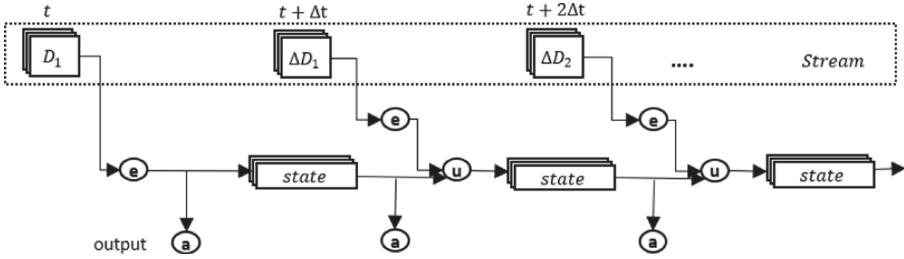 t t + Δt t + 2Δt
D₁ ΔD₁ ΔD₂ .... Stream
e e
e state u state u state
output a a a